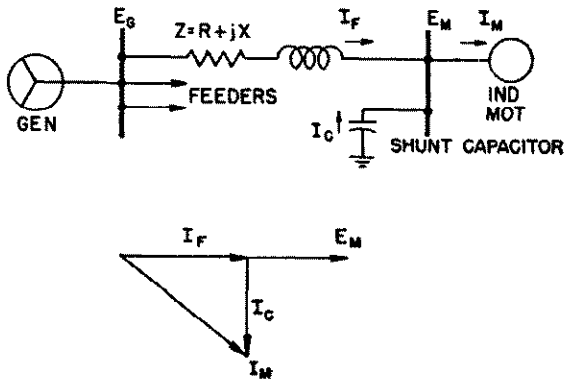 E_G
Z=R+jX
I_F
E_M
I_M
GEN
FEEDERS
I_C
IND
MOT
SHUNT CAPACITOR
I_F
E_M
I_C
I_M